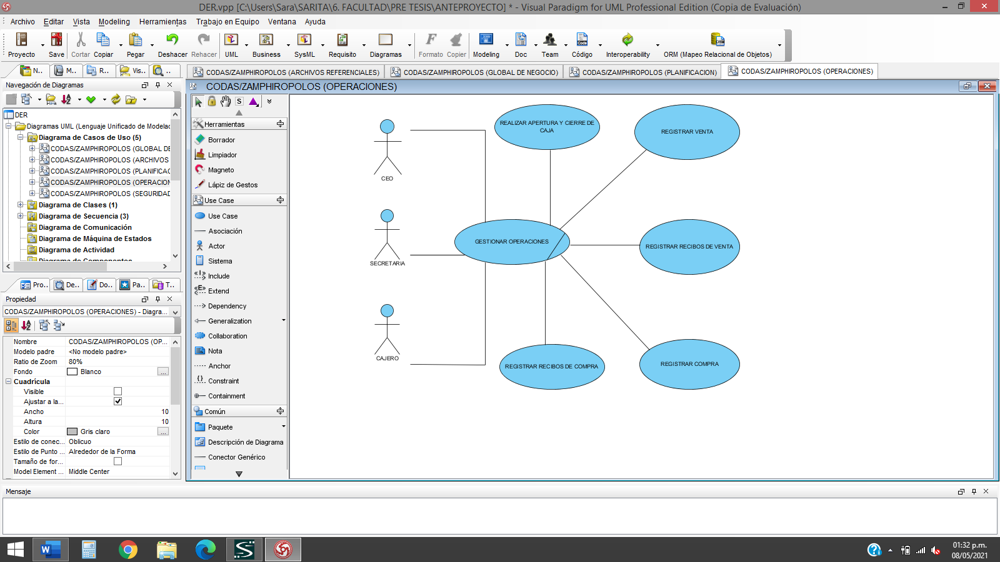 DER.vpp [C:\Users\Sara\SARITA\6. FACULTAD\PRE TESIS\ANTEPROYECTO] * - Visual Paradigm for UML Professional Edition (Copia de Evaluación)
Archivo Editar Vista Modeling Herramientas Trabajo en Equipo Ventana Ayuda
Proyecto Save Cortar Copiar Pegar Deshacer Rehacer UML Business SysML Requisito Diagramas Formato Copier Modeling Doc Team Código Interoperability ORM (Mapeo Relacional de Objetos)
N.. M.. R.. Vis.. ..
CODAS/ZAMPHIROPOLOS (ARCHIVOS REFERENCIALES) CODAS/ZAMPHIROPOLOS (GLOBAL DE NEGOCIO) CODAS/ZAMPHIROPOLOS (PLANIFICACION) CODAS/ZAMPHIROPOLOS (OPERACIONES)
Navegación de Diagramas
DER
Diagramas UML (Lenguaje Unificado de Modelac
Diagrama de Casos de Uso (5)
CODAS/ZAMPHIROPOLOS (GLOBAL DE
CODAS/ZAMPHIROPOLOS (ARCHIVOS
CODAS/ZAMPHIROPOLOS (PLANIFICAC
CODAS/ZAMPHIROPOLOS (OPERACION
CODAS/ZAMPHIROPOLOS (SEGURIDAD
Diagrama de Clases (1)
Diagrama de Secuencia (3)
Diagrama de Comunicación
Diagrama de Máquina de Estados
Diagrama de Actividad
Diagrama de Componentes
Pro.. De.. Do.. Pa.. T..
Propiedad
CODAS/ZAMPHIROPOLOS (OPERACIONES) - Diagra...
Nombre CODAS/ZAMPHIROPOLOS (OP...
Modelo padre <No modelo padre>
Ratio de Zoom 80%
Fondo Blanco ...
Cuadrícula
Visible
Ajustar a la...
Ancho 10
Altura 10
Color Gris claro ...
Estilo de conec... Oblicuo
Estilo de Punto ... Alrededor de la Forma
Tamaño de for...
Model Element ... Middle Center
CODAS/ZAMPHIROPOLOS (OPERACIONES)
S
Herramientas
Borrador
Limpiador
Magneto
Lápiz de Gestos
Use Case
Use Case
Asociación
Actor
Sistema
Include
Extend
Dependency
Generalization
Collaboration
Nota
Anchor
Constraint
Containment
Común
Paquete
Descripción de Diagrama
Conector Genérico
CEO
SECRETARIA
CAJERO
GESTIONAR OPERACIONES
REALIZAR APERTURA Y CIERRE DE
CAJA
REGISTRAR VENTA
REGISTRAR RECIBOS DE VENTA
REGISTRAR COMPRA
REGISTRAR RECIBOS DE COMPRA
Mensaje
01:32 p.m.
08/05/2021